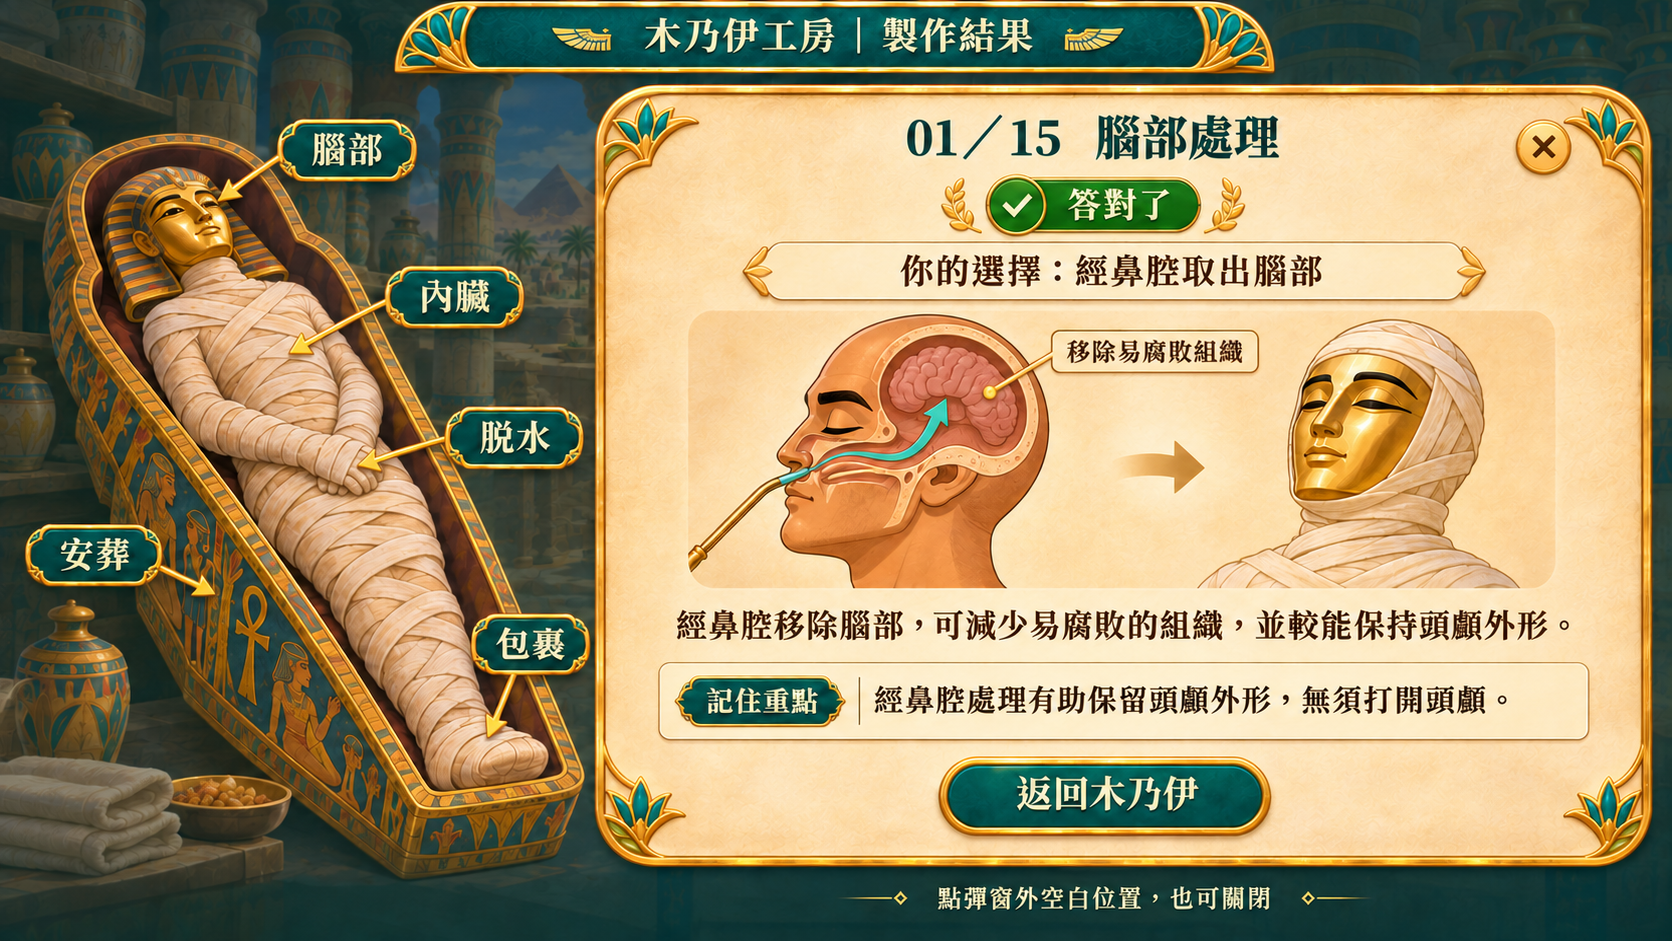 木乃伊工房｜製作結果
腦部
內臟
脫水
安葬
包裹
01／15 腦部處理
答對了
你的選擇：經鼻腔取出腦部
移除易腐敗組織
經鼻腔移除腦部，可減少易腐敗的組織，並較能保持頭顱外形。
記住重點
經鼻腔處理有助保留頭顱外形，無須打開頭顱。
返回木乃伊
點彈窗外空白位置，也可關閉